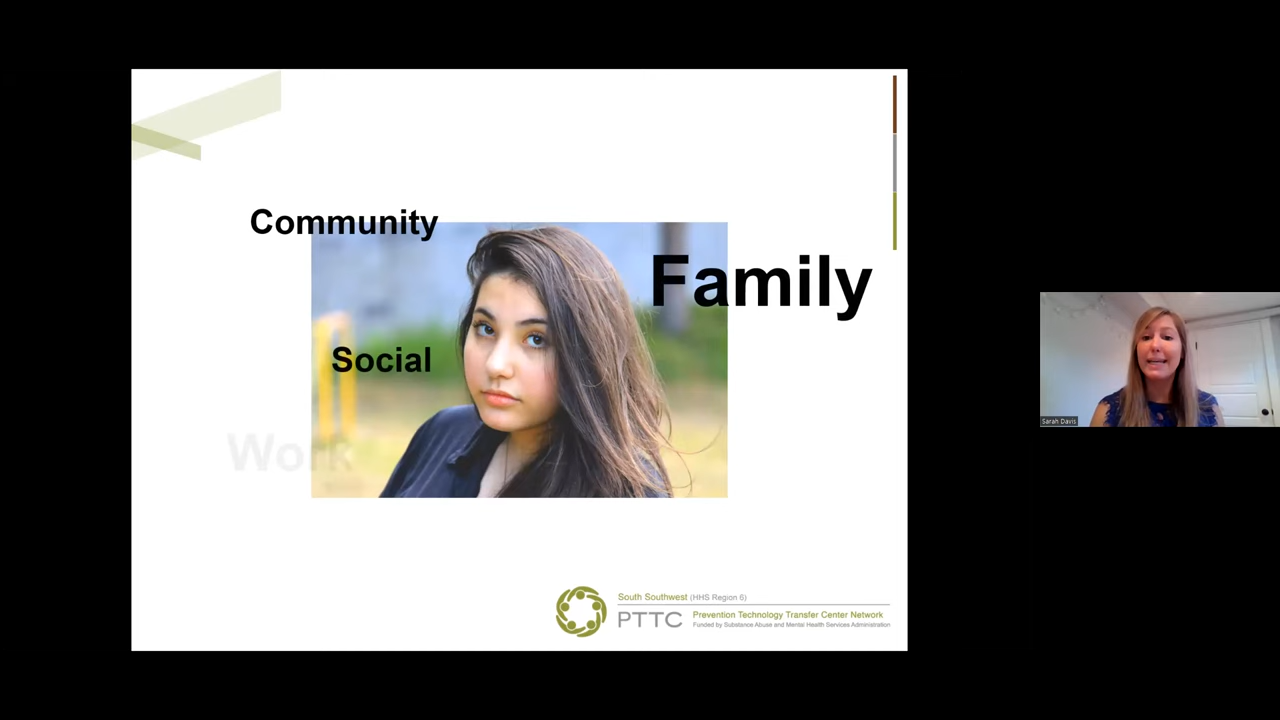 Community
Family
Social
Work
South Southwest (HHS Region 6)
PTTC
Prevention Technology Transfer Center Network
Funded by Substance Abuse and Mental Health Services Administration
Sarah Davis